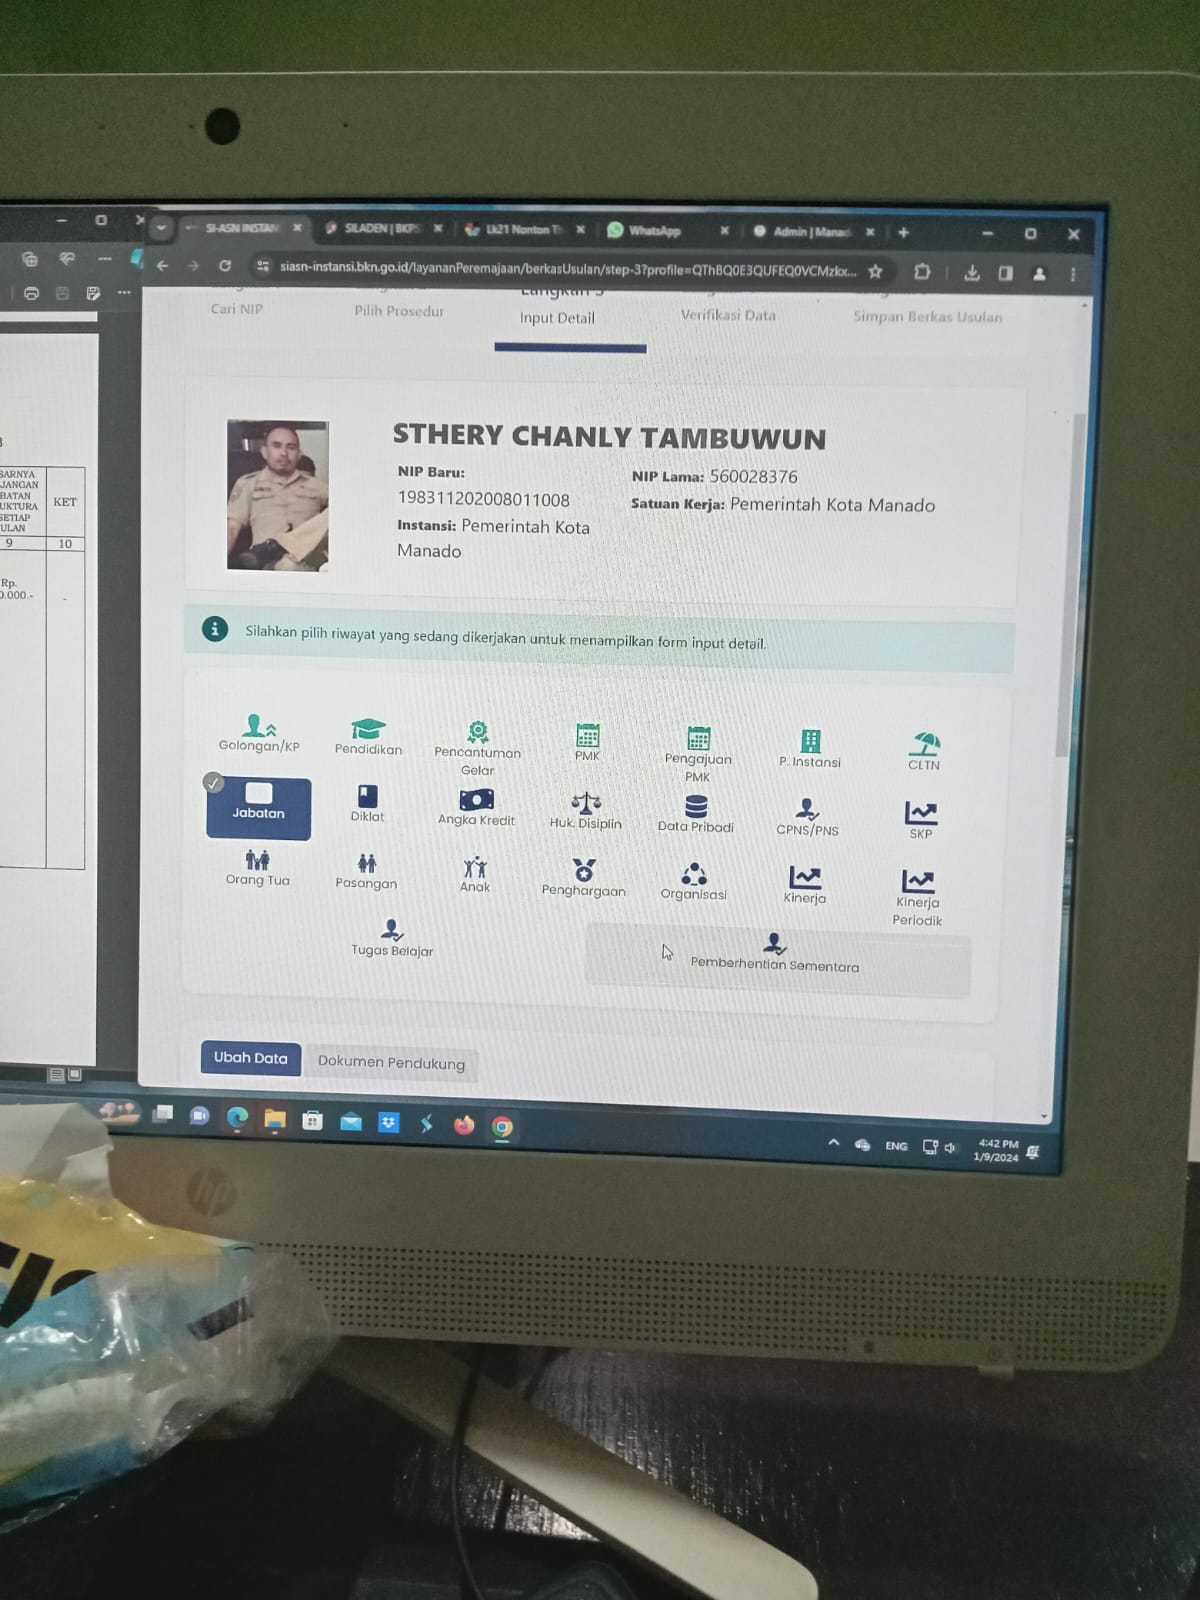 SI-ASN INSTAN
SILADEN | BKPS
Lk21 Nonton T
WhatsApp
Admin | Manad
siasn-instansi.bkn.go.id/layananPeremajaan/berkasUsulan/step-3?profile=QThBQ0E3QUFEQ0VCMzkx...
Langkah 3
Cari NIP
Pilih Prosedur
Input Detail
Verifikasi Data
Simpan Berkas Usulan
STHERY CHANLY TAMBUWUN
NIP Baru:
198311202008011008
Instansi: Pemerintah Kota
Manado
NIP Lama: 560028376
Satuan Kerja: Pemerintah Kota Manado
Silahkan pilih riwayat yang sedang dikerjakan untuk menampilkan form input detail.
Golongan/KP
Pendidikan
Pencantuman
Gelar
PMK
Pengajuan
PMK
P. Instansi
CLTN
Jabatan
Diklat
Angka Kredit
Huk. Disiplin
Data Pribadi
CPNS/PNS
SKP
Orang Tua
Pasangan
Anak
Penghargaan
Organisasi
Kinerja
Kinerja
Periodik
Tugas Belajar
Pemberhentian Sementara
Ubah Data
Dokumen Pendukung
SARNYA
JANGAN
BATAN
UKTURA
SETIAP
ULAN
KET
9
10
Rp.
0.000.-
-
ENG
4:42 PM
1/9/2024
hp